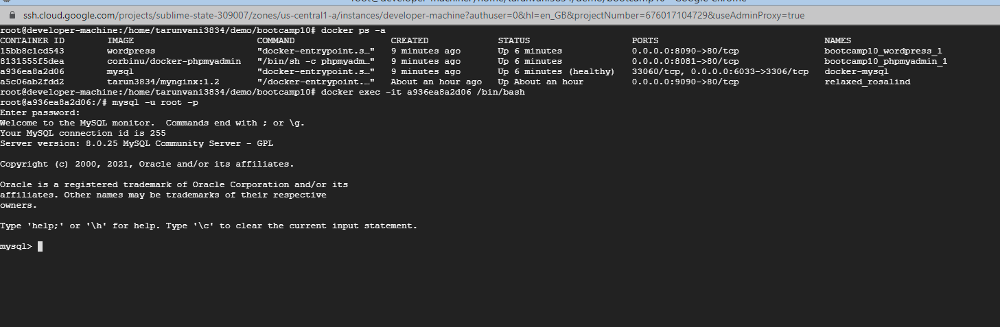 ssh.cloud.google.com/projects/sublime-state-309007/zones/us-central1-a/instances/developer-machine?authuser=0&hl=en_GB&projectNumber=676017104729&useAdminProxy=true
root@developer-machine:/home/tarunvani3834/demo/bootcamp10# docker ps -a
CONTAINER ID IMAGE COMMAND CREATED STATUS PORTS NAMES
15bb8c1cd543 wordpress "docker-entrypoint.s…" 9 minutes ago Up 6 minutes 0.0.0.0:8090->80/tcp bootcamp10_wordpress_1
8131555f5dea corbinu/docker-phpmyadmin "/bin/sh -c phpmyadm…" 9 minutes ago Up 6 minutes 0.0.0.0:8081->80/tcp bootcamp10_phpmyadmin_1
a936ea8a2d06 mysql "docker-entrypoint.s…" 9 minutes ago Up 6 minutes (healthy) 33060/tcp, 0.0.0.0:6033->3306/tcp docker-mysql
a5c06ab2fdd2 tarun3834/mynginx:1.2 "/docker-entrypoint.…" About an hour ago Up About an hour 0.0.0.0:9090->80/tcp relaxed_rosalind
root@developer-machine:/home/tarunvani3834/demo/bootcamp10# docker exec -it a936ea8a2d06 /bin/bash
root@a936ea8a2d06:/# mysql -u root -p
Enter password:
Welcome to the MySQL monitor.  Commands end with ; or \g.
Your MySQL connection id is 255
Server version: 8.0.25 MySQL Community Server - GPL
Copyright (c) 2000, 2021, Oracle and/or its affiliates.
Oracle is a registered trademark of Oracle Corporation and/or its
affiliates. Other names may be trademarks of their respective
owners.
Type 'help;' or '\h' for help. Type '\c' to clear the current input statement.
mysql>